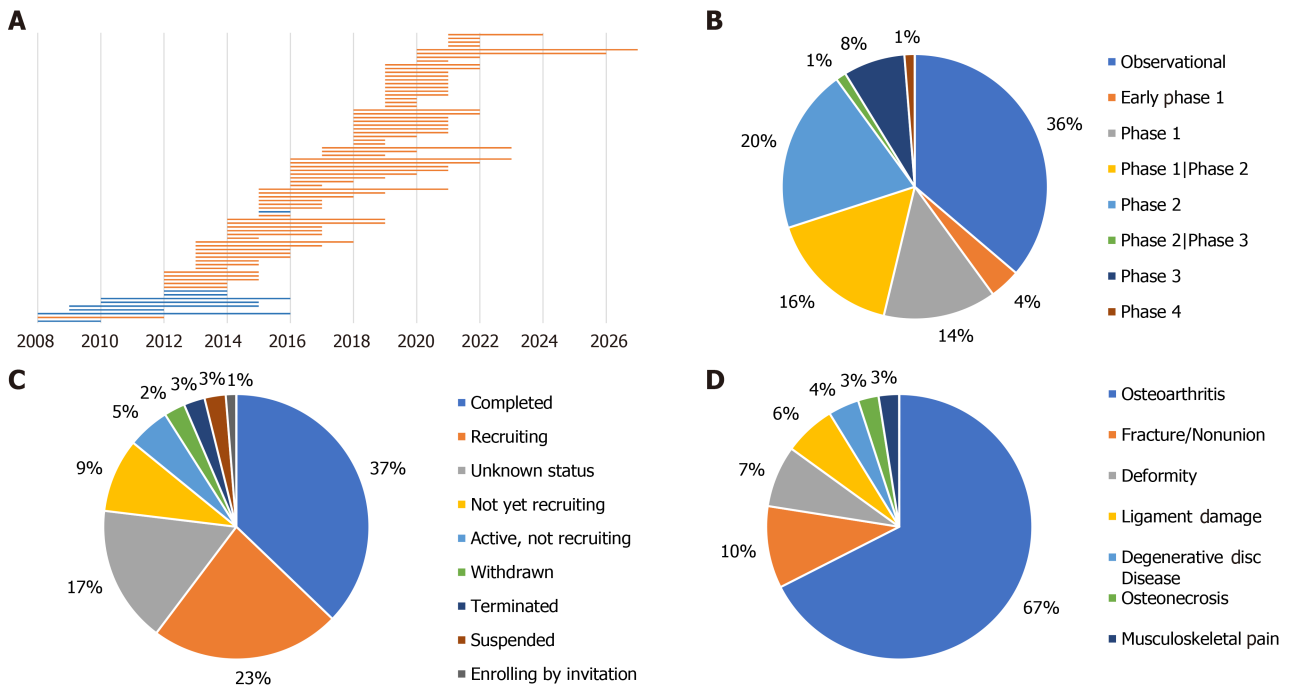 A
2008 2010 2012 2014 2016 2018 2020 2022 2024 2026
B
1% 8% 1%
36%
20%
16%
14%
4%
Observational
Early phase 1
Phase 1
Phase 1|Phase 2
Phase 2
Phase 2|Phase 3
Phase 3
Phase 4
C
2% 3% 3% 1%
5%
9%
37%
17%
23%
Completed
Recruiting
Unknown status
Not yet recruiting
Active, not recruiting
Withdrawn
Terminated
Suspended
Enrolling by invitation
D
4% 3% 3%
6%
7%
10%
67%
Osteoarthritis
Fracture/Nonunion
Deformity
Ligament damage
Degenerative disc
Disease
Osteonecrosis
Musculoskeletal pain